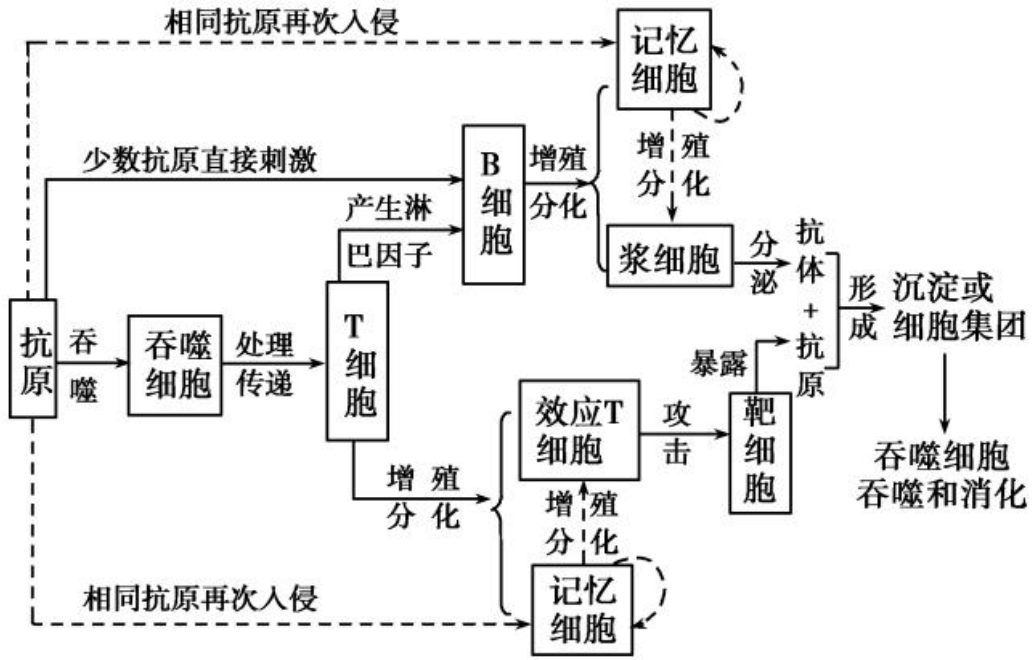 相同抗原再次入侵
记忆
细胞
增殖
分化
少数抗原直接刺激
B
细
胞
增殖
分化
产生淋
巴因子
浆细胞
分
泌
抗
体
+
抗
原
形
成
沉淀或
细胞集团
抗
原
吞
噬
吞噬
细胞
处理
传递
T
细
胞
暴露
效应T
细胞
攻
击
靶
细
胞
吞噬细胞
吞噬和消化
增殖
分化
增殖
分化
相同抗原再次入侵
记忆
细胞